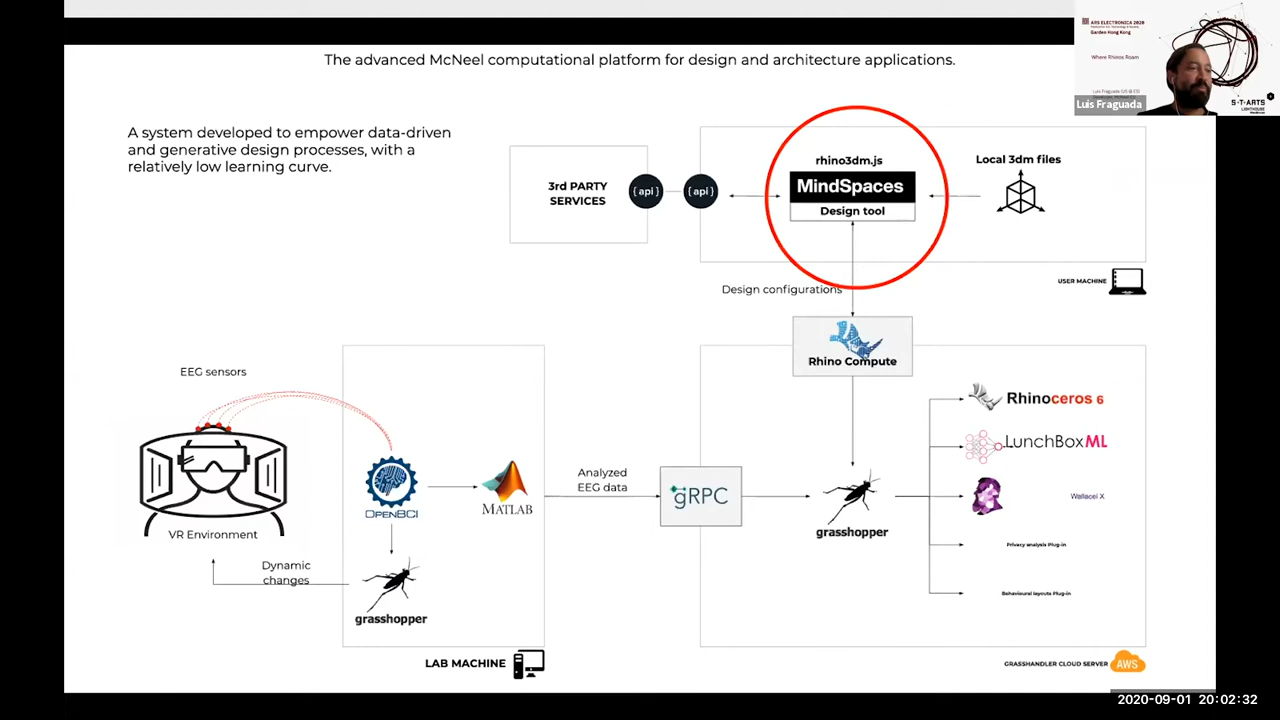 The advanced McNeel computational platform for design and architecture applications.
A system developed to empower data-driven
and generative design processes, with a
relatively low learning curve.
ARS ELECTRONICA 2020
Garden Hong Kong
Where Rhinos Roam
Luis Fraguada
S+T+ARTS
LIGHTHOUSE
3rd PARTY
SERVICES
{ api }
{ api }
rhino3dm.js
MindSpaces
Design tool
Local 3dm files
USER MACHINE
Design configurations
Rhino Compute
EEG sensors
VR Environment
Dynamic
changes
OPENBCI
MATLAB
grasshopper
LAB MACHINE
Analyzed
EEG data
gRPC
grasshopper
Rhinoceros 6
LunchBoxML
Wallacei X
Privacy analysis Plug-in
Behavioural layouts Plug-in
GRASSHANDLER CLOUD SERVER
AWS
2020-09-01 20:02:32